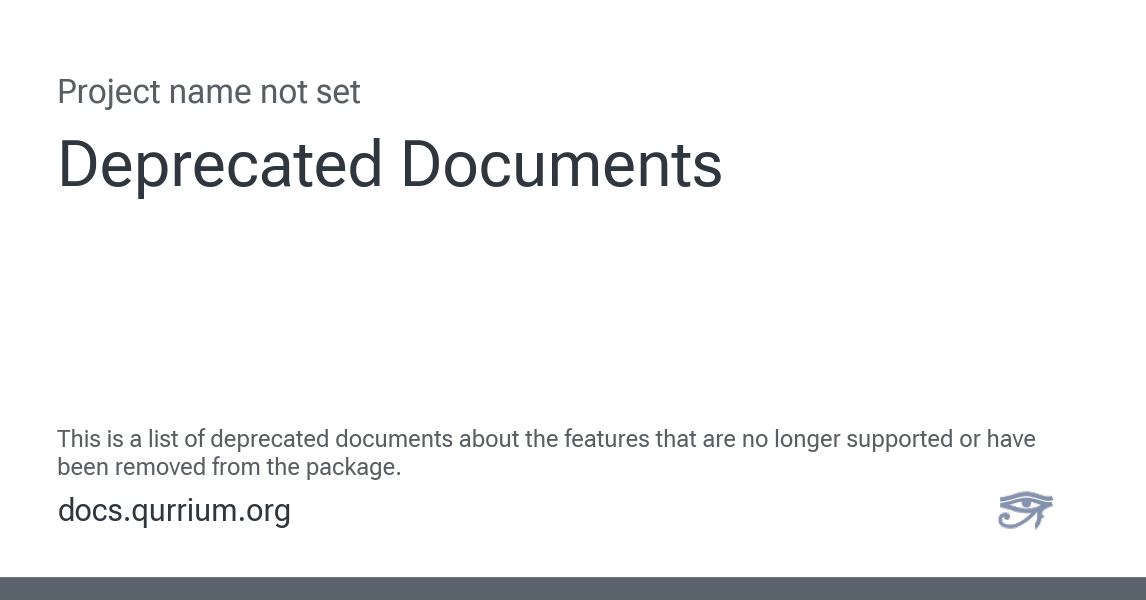 Project name not set
Deprecated Documents
This is a list of deprecated documents about the features that are no longer supported or have
been removed from the package.
docs.qurrium.org